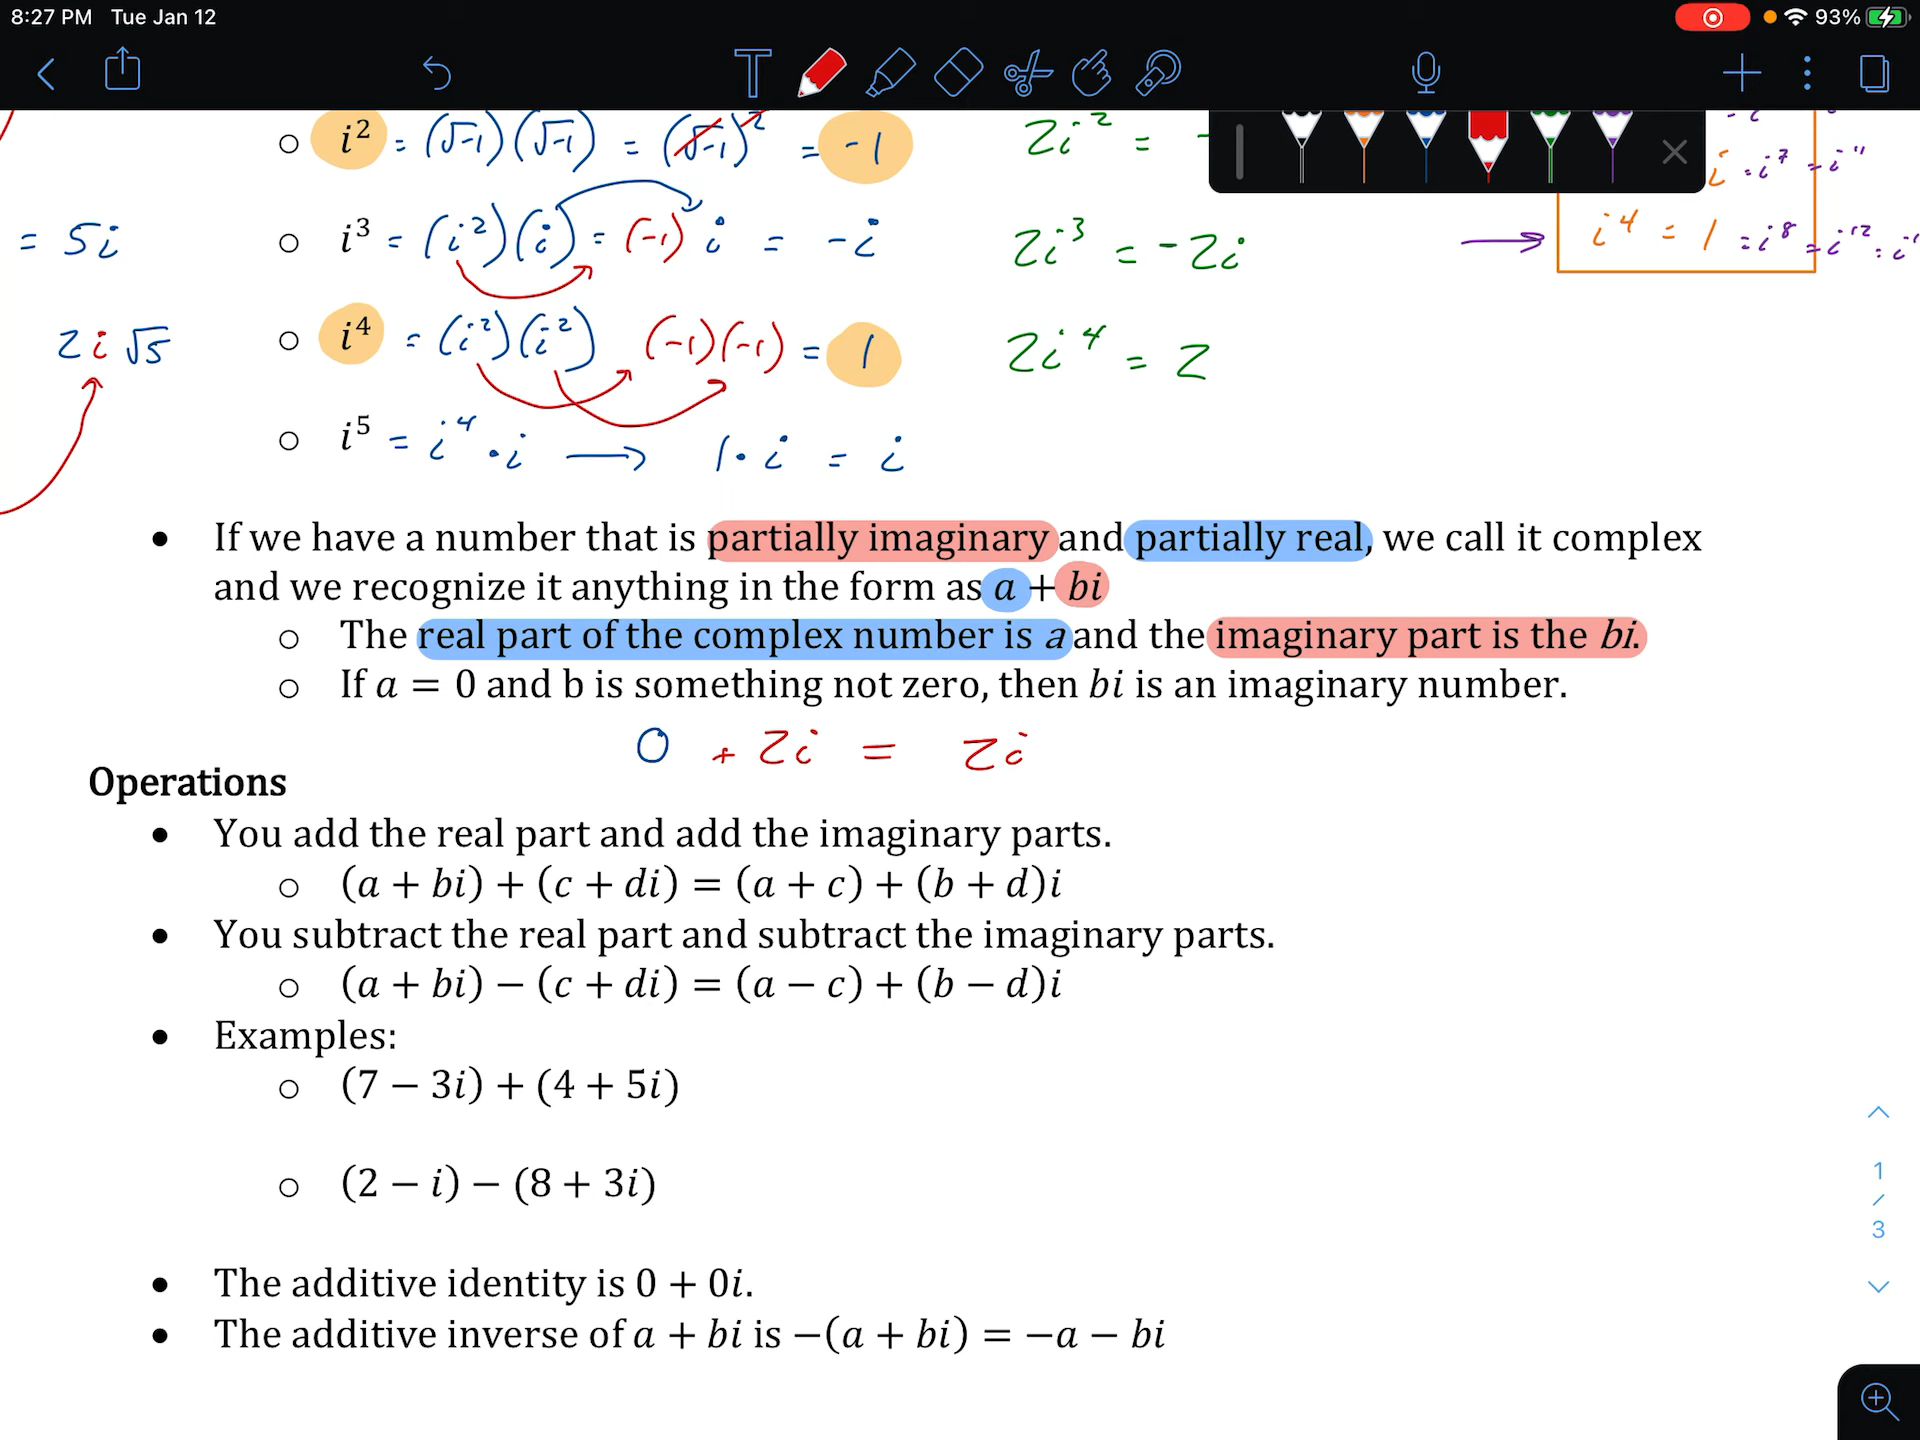 8:27 PM Tue Jan 12 93%
i² = (√-1)(√-1) = (√-1)² = -1 2i² = -
i = i⁷ = i¹¹
= 5i i³ = (i²)(i) = (-1) i = -i 2i³ = -2i → i⁴ = 1 = i⁸ = i¹² =
2i√5 i⁴ = (i²)(i²) (-1)(-1) = 1 2i⁴ = 2
i⁵ = i⁴ · i → 1 · i = i
• If we have a number that is partially imaginary and partially real, we call it complex
and we recognize it anything in the form as a + bi
○ The real part of the complex number is a and the imaginary part is the bi.
○ If a = 0 and b is something not zero, then bi is an imaginary number.
0 + 2i = 2i
Operations
• You add the real part and add the imaginary parts.
○ (a + bi) + (c + di) = (a + c) + (b + d)i
• You subtract the real part and subtract the imaginary parts.
○ (a + bi) − (c + di) = (a − c) + (b − d)i
• Examples:
○ (7 − 3i) + (4 + 5i)
○ (2 − i) − (8 + 3i)
1
/
3
• The additive identity is 0 + 0i.
• The additive inverse of a + bi is −(a + bi) = −a − bi